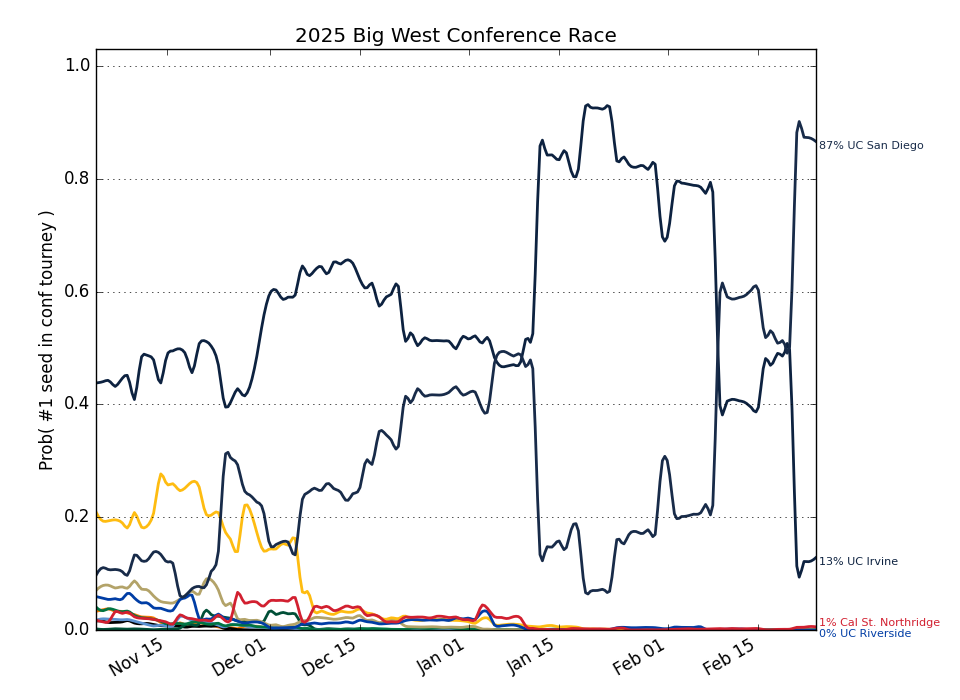 2025 Big West Conference Race
Prob( #1 seed in conf tourney )
1.0
0.8
0.6
0.4
0.2
0.0
Nov 15
Dec 01
Dec 15
Jan 01
Jan 15
Feb 01
Feb 15
87% UC San Diego
13% UC Irvine
1% Cal St. Northridge
0% UC Riverside